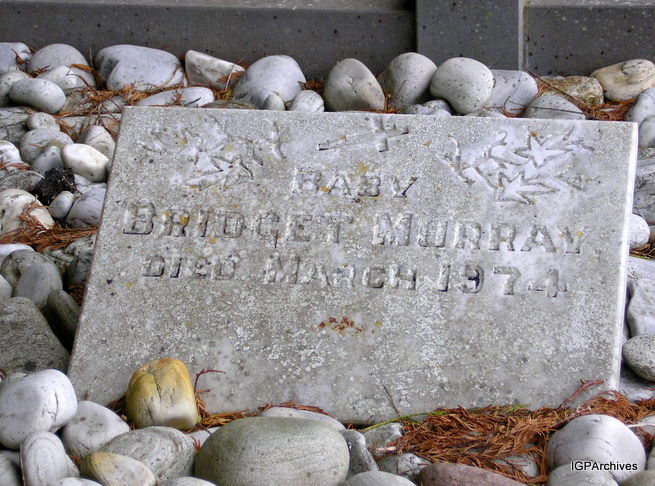 BABY
BRIDGET MURRAY
DIED MARCH 1974
IGPArchives